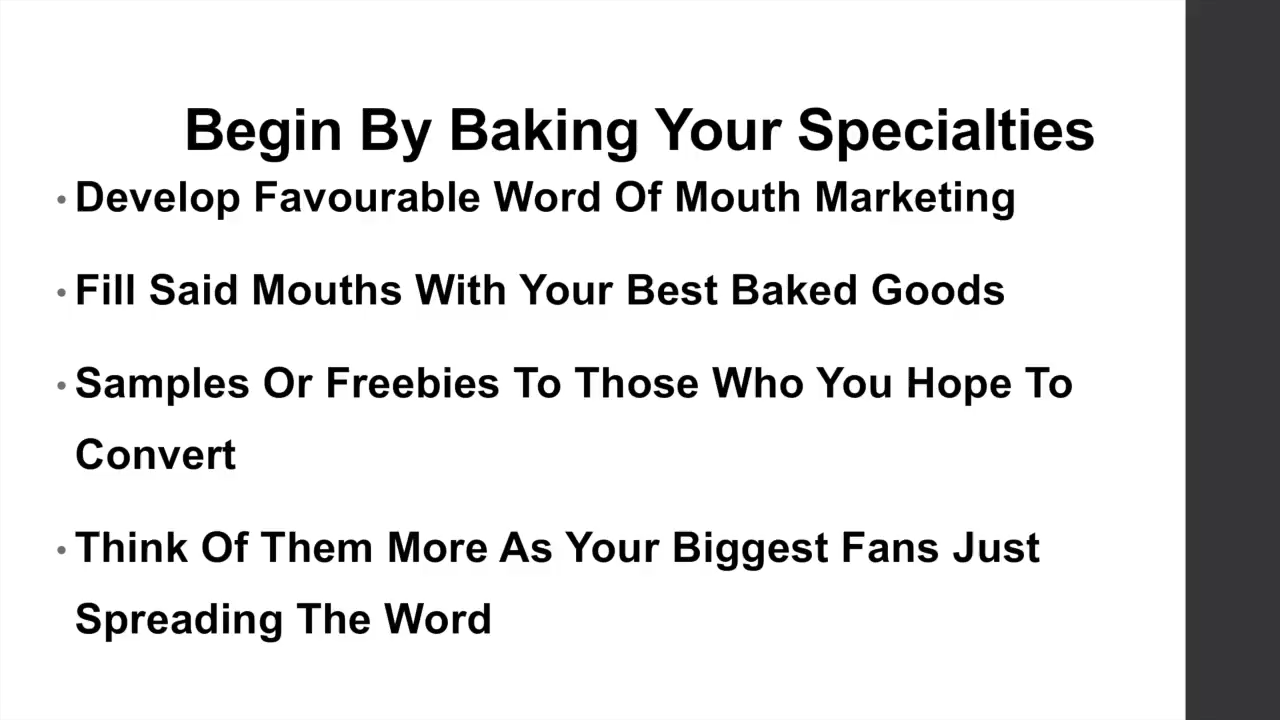 Begin By Baking Your Specialties
• Develop Favourable Word Of Mouth Marketing
• Fill Said Mouths With Your Best Baked Goods
• Samples Or Freebies To Those Who You Hope To
Convert
• Think Of Them More As Your Biggest Fans Just
Spreading The Word